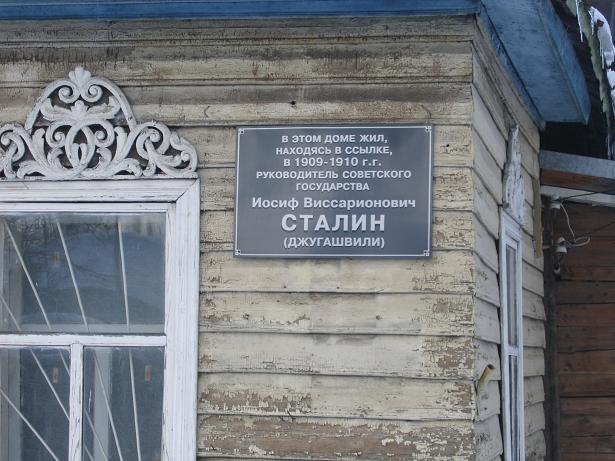 В ЭТОМ ДОМЕ ЖИЛ,
НАХОДЯСЬ В ССЫЛКЕ,
В 1909-1910 г.г.
РУКОВОДИТЕЛЬ СОВЕТСКОГО
ГОСУДАРСТВА
Иосиф Виссарионович
СТАЛИН
(ДЖУГАШВИЛИ)